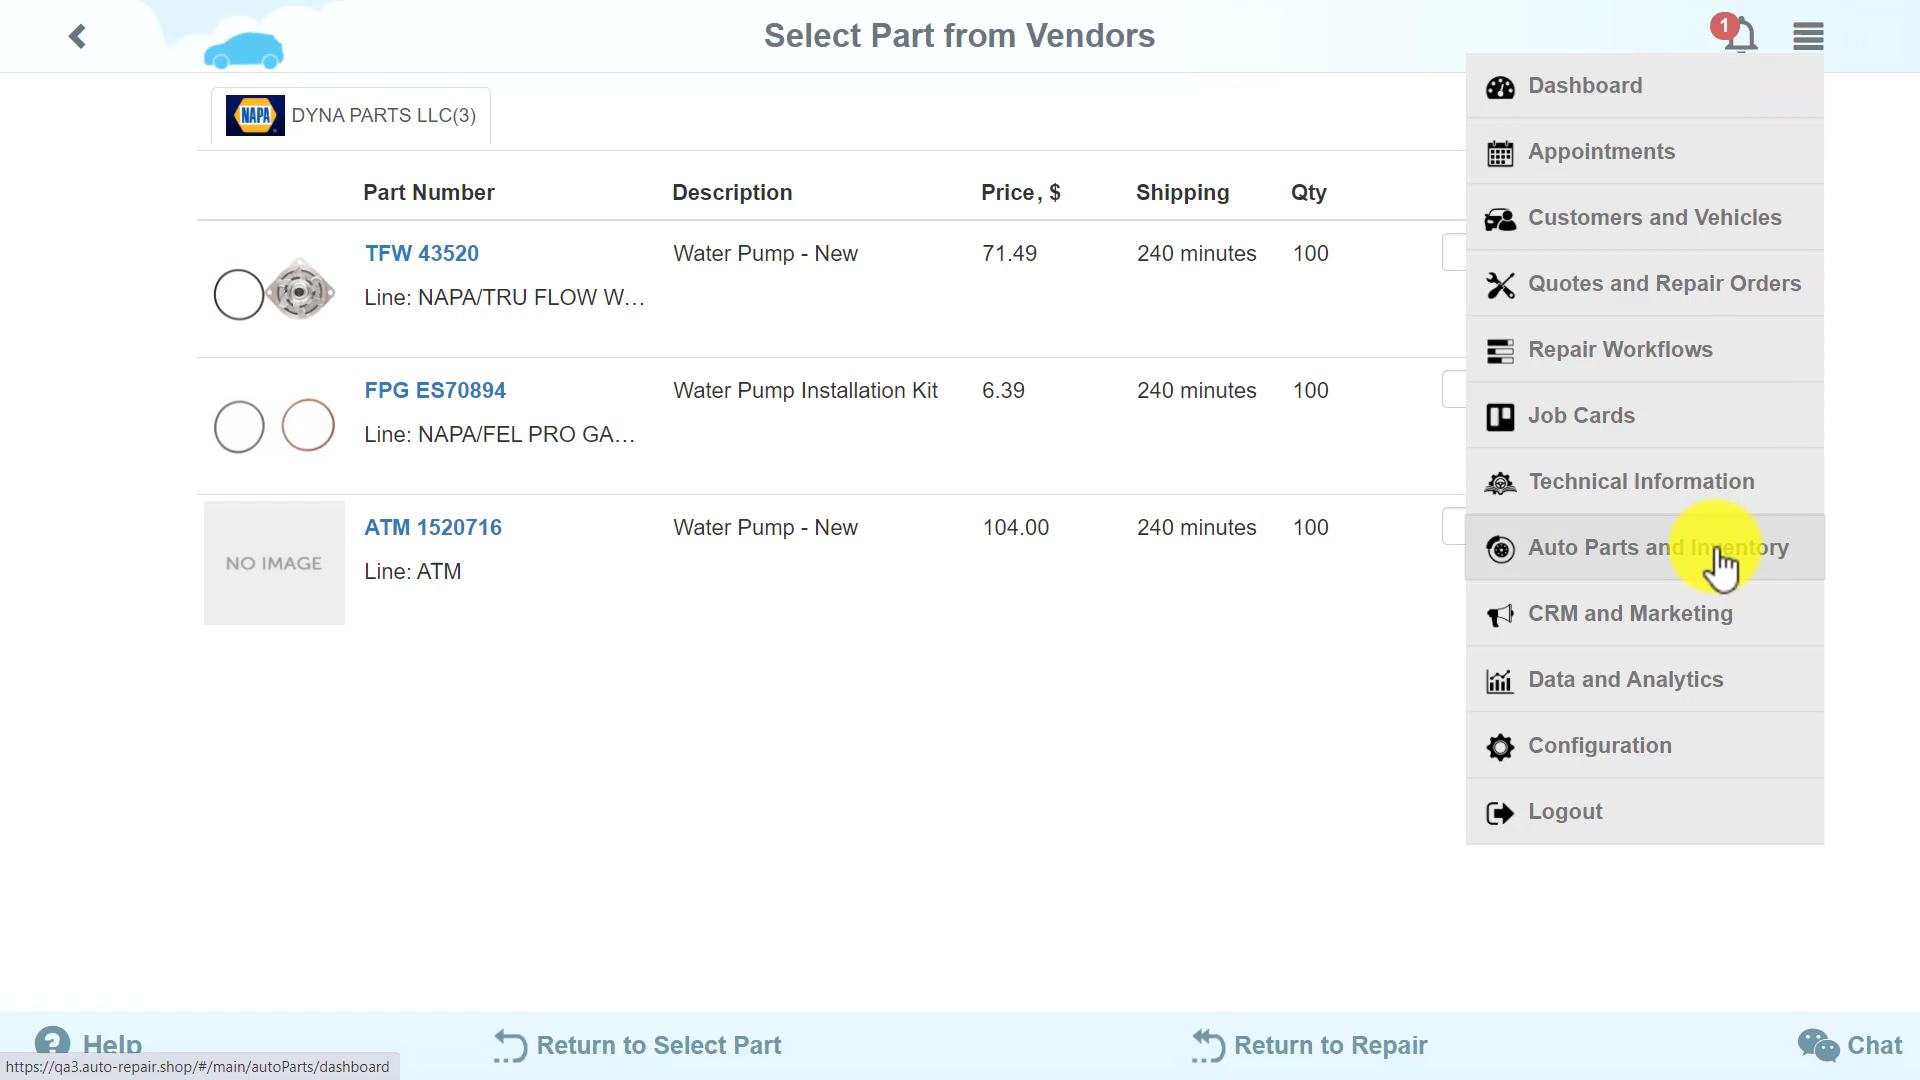 Select Part from Vendors
1
NAPA DYNA PARTS LLC(3)
Part Number Description Price, $ Shipping Qty
TFW 43520 Water Pump - New 71.49 240 minutes 100
Line: NAPA/TRU FLOW W...
FPG ES70894 Water Pump Installation Kit 6.39 240 minutes 100
Line: NAPA/FEL PRO GA...
NO IMAGE
ATM 1520716 Water Pump - New 104.00 240 minutes 100
Line: ATM
Dashboard
Appointments
Customers and Vehicles
Quotes and Repair Orders
Repair Workflows
Job Cards
Technical Information
Auto Parts and Inventory
CRM and Marketing
Data and Analytics
Configuration
Logout
? Help
Return to Select Part
Return to Repair
Chat
https://qa3.auto-repair.shop/#/main/autoParts/dashboard